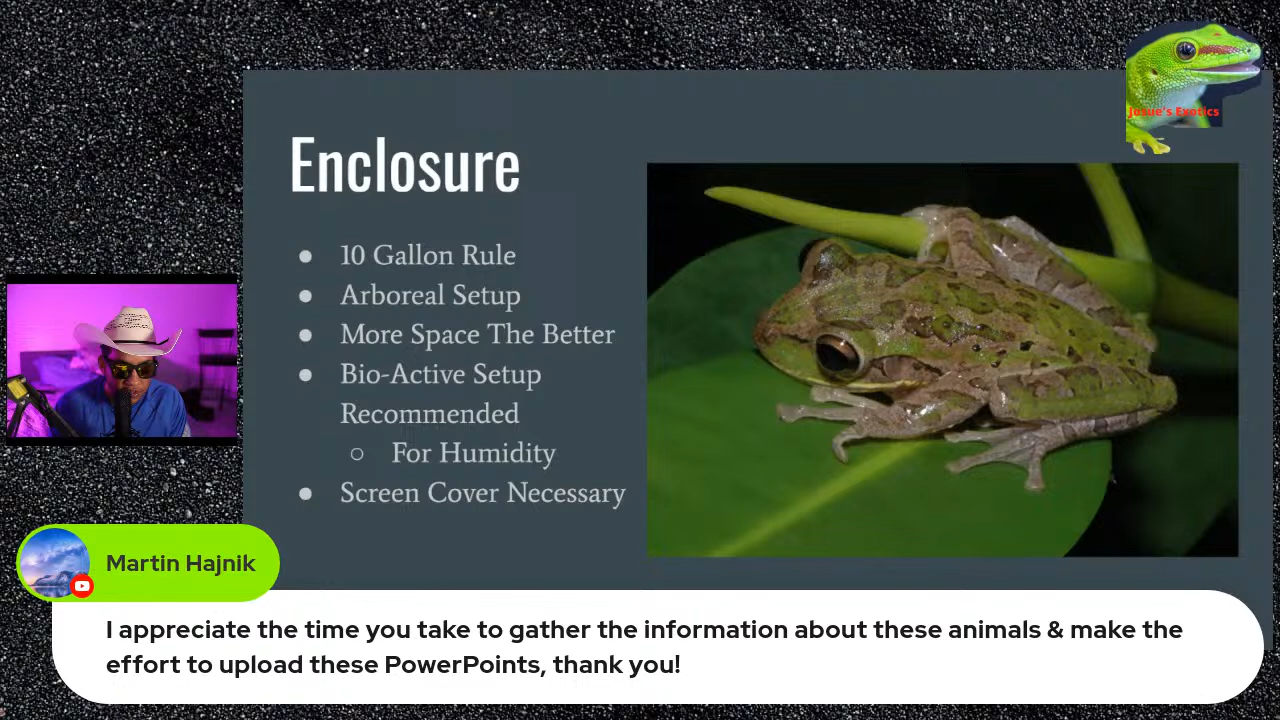 Josue's Exotics
Enclosure
● 10 Gallon Rule
● Arboreal Setup
● More Space The Better
● Bio-Active Setup
Recommended
○ For Humidity
● Screen Cover Necessary
Martin Hajnik
I appreciate the time you take to gather the information about these animals & make the
effort to upload these PowerPoints, thank you!